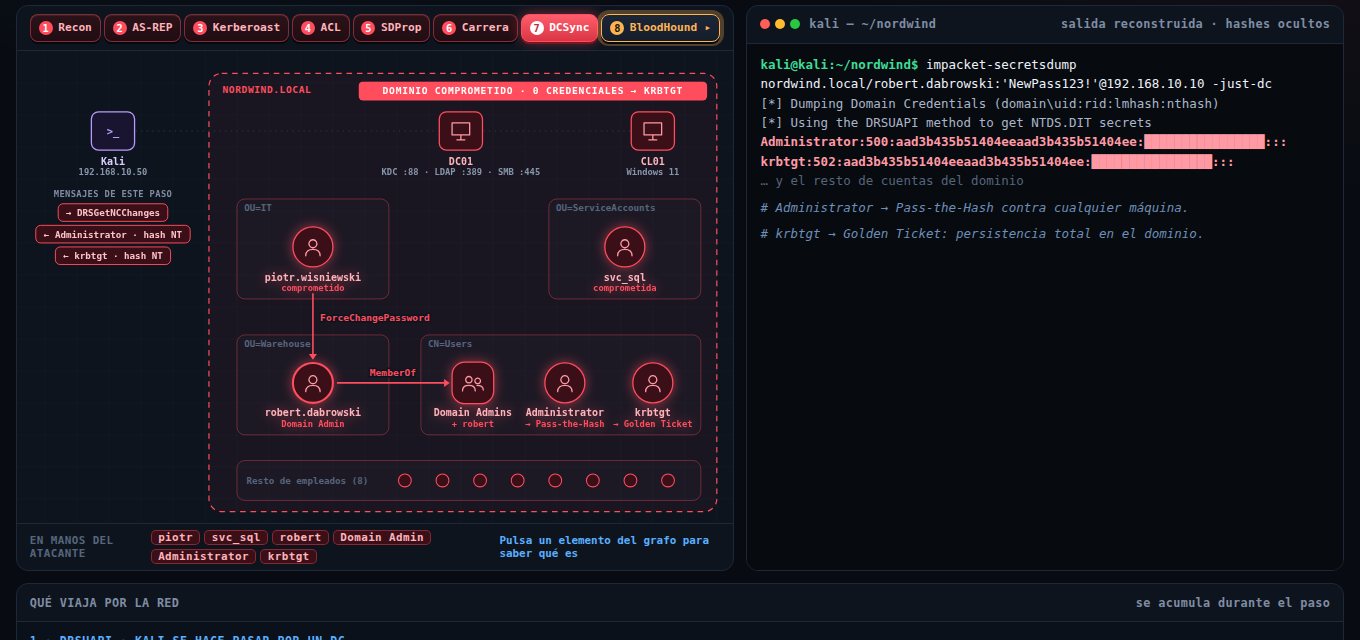 1 Recon
2 AS-REP
3 Kerberoast
4 ACL
5 SDProp
6 Carrera
7 DCSync
8 BloodHound ▸
NORDWIND.LOCAL
DOMINIO COMPROMETIDO · 0 CREDENCIALES → KRBTGT
>_
Kali
192.168.10.50
DC01
KDC :88 · LDAP :389 · SMB :445
CL01
Windows 11
MENSAJES DE ESTE PASO
→ DRSGetNCChanges
← Administrator · hash NT
← krbtgt · hash NT
OU=IT
piotr.wisniewski
comprometido
OU=ServiceAccounts
svc_sql
comprometida
ForceChangePassword
OU=Warehouse
robert.dabrowski
Domain Admin
MemberOf
CN=Users
Domain Admins
+ robert
Administrator
→ Pass-the-Hash
krbtgt
→ Golden Ticket
Resto de empleados (8)
EN MANOS DEL
ATACANTE
piotr
svc_sql
robert
Domain Admin
Administrator
krbtgt
Pulsa un elemento del grafo para
saber qué es
kali — ~/nordwind
salida reconstruida · hashes ocultos
kali@kali:~/nordwind$ impacket-secretsdump
nordwind.local/robert.dabrowski:'NewPass123!'@192.168.10.10 -just-dc
[*] Dumping Domain Credentials (domain\uid:rid:lmhash:nthash)
[*] Using the DRSUAPI method to get NTDS.DIT secrets
Administrator:500:aad3b435b51404eeaad3b435b51404ee:████████████████:::
krbtgt:502:aad3b435b51404eeaad3b435b51404ee:████████████████:::
… y el resto de cuentas del dominio
# Administrator → Pass-the-Hash contra cualquier máquina.
# krbtgt → Golden Ticket: persistencia total en el dominio.
QUÉ VIAJA POR LA RED
se acumula durante el paso
1 · DRSUAPI · KALI SE HACE PASAR POR UN DC